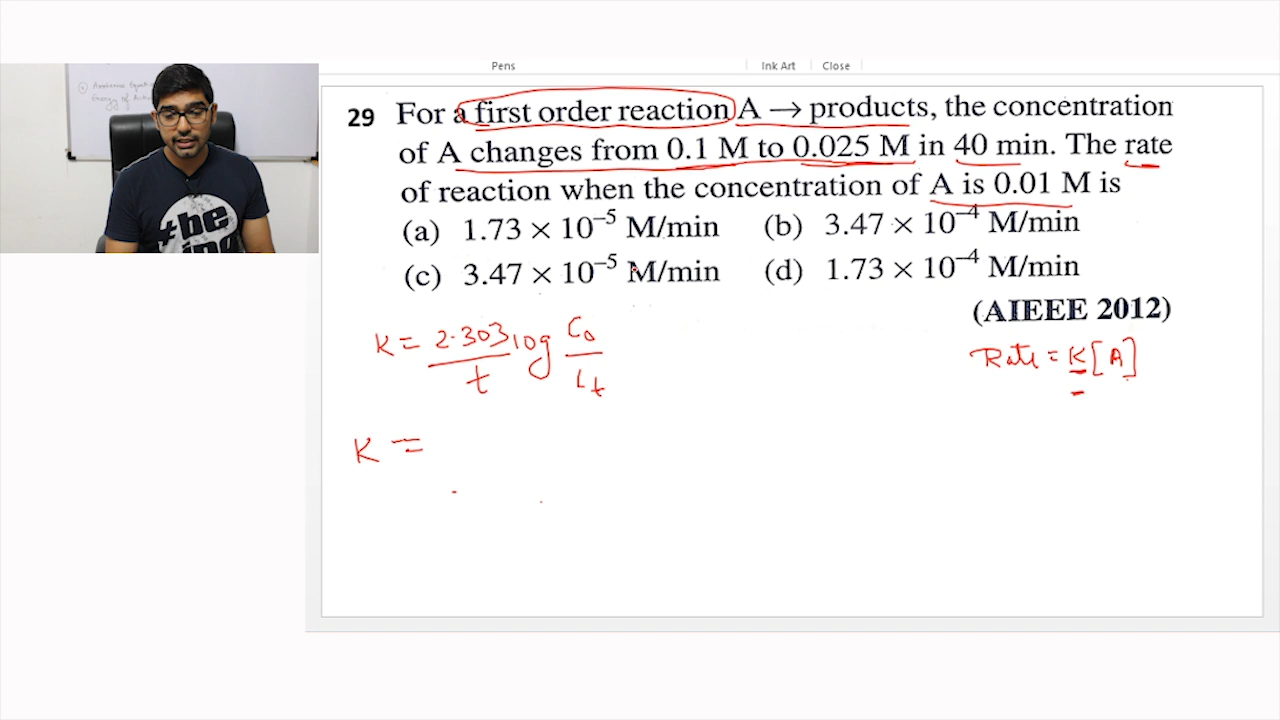 Pens
Ink Art
Close
29 For a first order reaction A → products, the concentration
of A changes from 0.1 M to 0.025 M in 40 min. The rate
of reaction when the concentration of A is 0.01 M is
(a) 1.73 × 10⁻⁵ M/min (b) 3.47 × 10⁻⁴ M/min
(c) 3.47 × 10⁻⁵ M/min (d) 1.73 × 10⁻⁴ M/min
(AIEEE 2012)
K = 2.303/t log C₀/Cₜ
Rate = K[A]
K =
#be